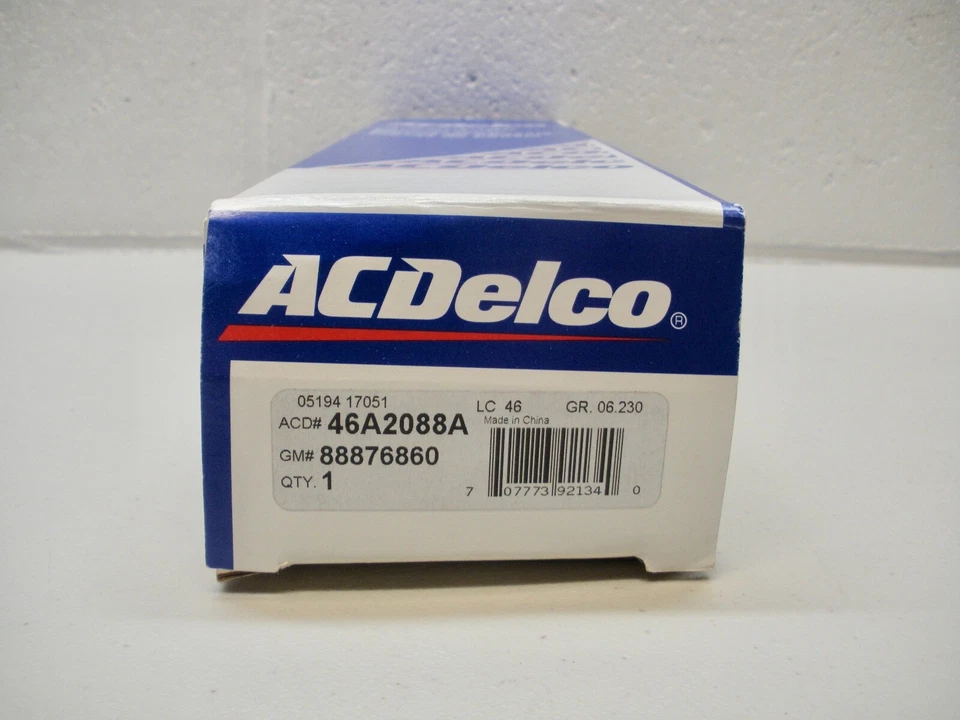 ACDelco®
05194 17051
LC 46
GR. 06.230
ACD# 46A2088A
Made in China
GM# 88876860
QTY. 1
7 07773 92134 0